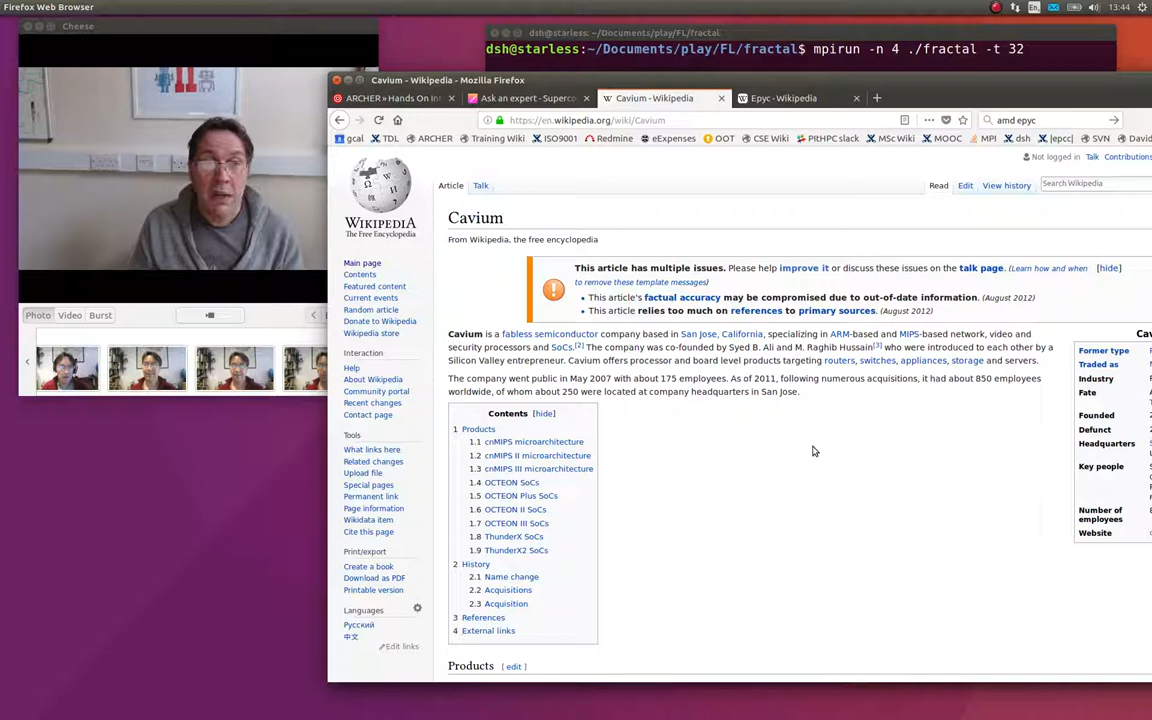 Firefox Web Browser
En
13:44
Cheese
dsh@starless: ~/Documents/play/FL/fractal
dsh@starless:~/Documents/play/FL/fractal$ mpirun -n 4 ./fractal -t 32
Cavium - Wikipedia - Mozilla Firefox
ARCHER » Hands On Int
Ask an expert - Superco
Cavium - Wikipedia
Epyc - Wikipedia
https://en.wikipedia.org/wiki/Cavium
amd epyc
gcal TDL ARCHER Training Wiki ISO9001 Redmine eExpenses OOT CSE Wiki PtHPC slack MSc Wiki MOOC MPI dsh |epcc| SVN David
Not logged in Talk Contributions
Article Talk
Read Edit View history
Search Wikipedia
WIKIPEDIA
The Free Encyclopedia
Main page
Contents
Featured content
Current events
Random article
Donate to Wikipedia
Wikipedia store
Interaction
Help
About Wikipedia
Community portal
Recent changes
Contact page
Tools
What links here
Related changes
Upload file
Special pages
Permanent link
Page information
Wikidata item
Cite this page
Print/export
Create a book
Download as PDF
Printable version
Languages
Русский
中文
Edit links
Cavium
From Wikipedia, the free encyclopedia
This article has multiple issues. Please help improve it or discuss these issues on the talk page. (Learn how and when
to remove these template messages)
[hide]
• This article's factual accuracy may be compromised due to out-of-date information. (August 2012)
• This article relies too much on references to primary sources. (August 2012)
Cavium is a fabless semiconductor company based in San Jose, California, specializing in ARM-based and MIPS-based network, video and
security processors and SoCs.[2] The company was co-founded by Syed B. Ali and M. Raghib Hussain[3] who were introduced to each other by a
Silicon Valley entrepreneur. Cavium offers processor and board level products targeting routers, switches, appliances, storage and servers.
The company went public in May 2007 with about 175 employees. As of 2011, following numerous acquisitions, it had about 850 employees
worldwide, of whom about 250 were located at company headquarters in San Jose.
Contents [hide]
1 Products
1.1 cnMIPS microarchitecture
1.2 cnMIPS II microarchitecture
1.3 cnMIPS III microarchitecture
1.4 OCTEON SoCs
1.5 OCTEON Plus SoCs
1.6 OCTEON II SoCs
1.7 OCTEON III SoCs
1.8 ThunderX SoCs
1.9 ThunderX2 SoCs
2 History
2.1 Name change
2.2 Acquisitions
2.3 Acquisition
3 References
4 External links
Products [ edit ]
Former type
Traded as
Industry
Fate
Founded
Defunct
Headquarters
Key people
Number of
employees
Website
Photo Video Burst